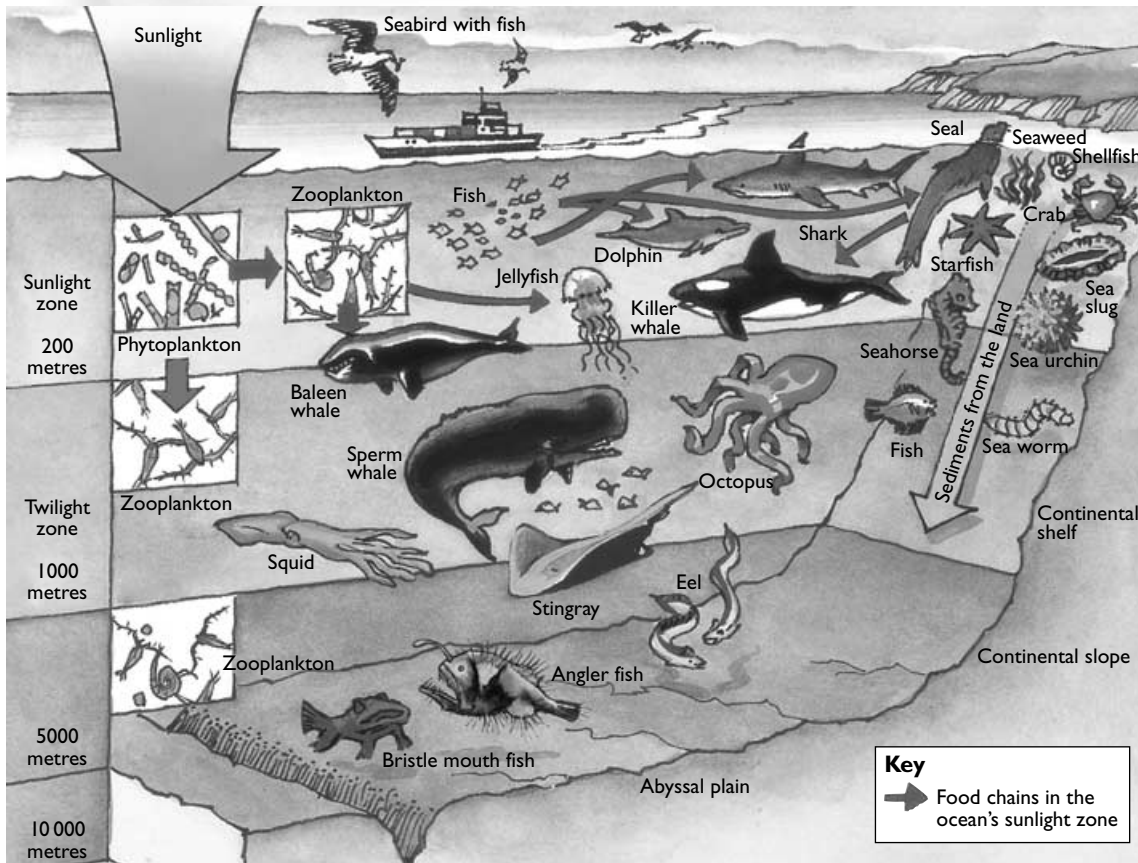 Seabird with fish
Sunlight
Seal
Seaweed
Shellfish
Zooplankton
Fish
Crab
Shark
Dolphin
Starfish
Jellyfish
Sunlight
zone
Killer
whale
Sea
slug
200
metres
Phytoplankton
Seahorse
Sea urchin
Baleen
whale
Sediments from the land
Sperm
whale
Octopus
Fish
Sea worm
Zooplankton
Twilight
zone
Continental
shelf
Squid
1000
metres
Eel
Stingray
Zooplankton
Angler fish
Continental slope
5000
metres
Bristle mouth fish
Abyssal plain
Key
Food chains in the
ocean's sunlight zone
10 000
metres